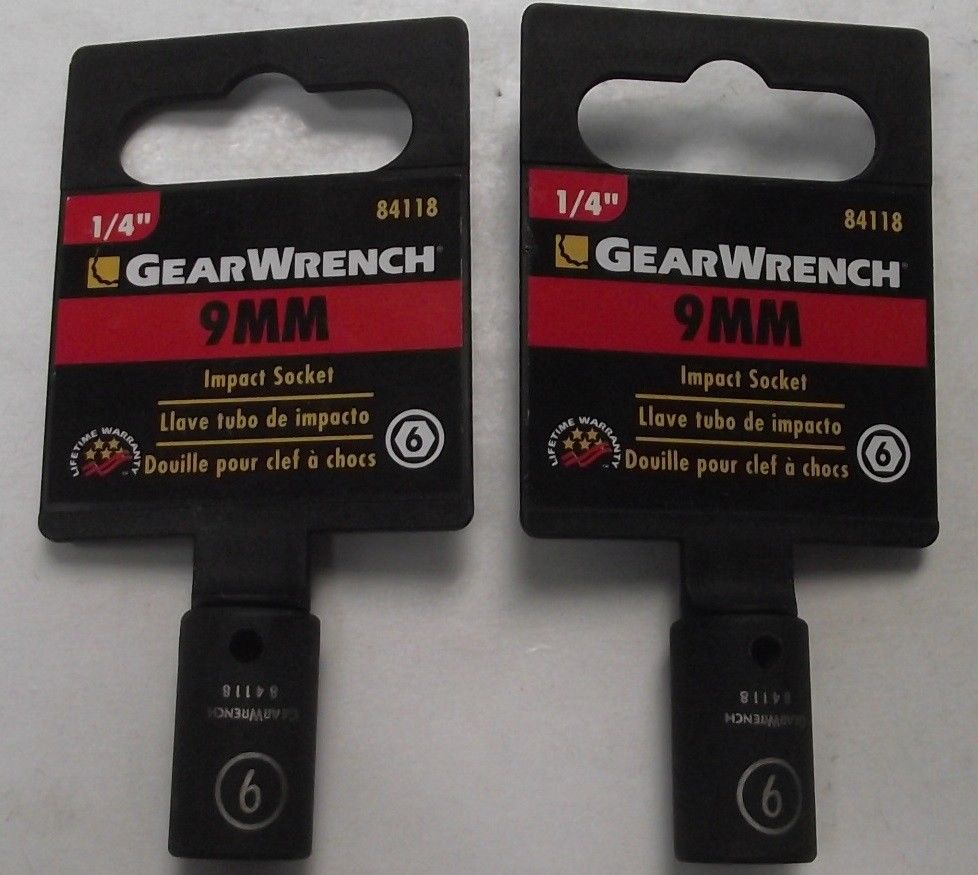 1/4"
84118
GEARWRENCH®
9MM
Impact Socket
Llave tubo de impacto
Douille pour clef à chocs
LIFETIME WARRANTY
6
84118
GEARWRENCH
9
1/4"
84118
GEARWRENCH®
9MM
Impact Socket
Llave tubo de impacto
Douille pour clef à chocs
LIFETIME WARRANTY
6
84118
GEARWRENCH
9